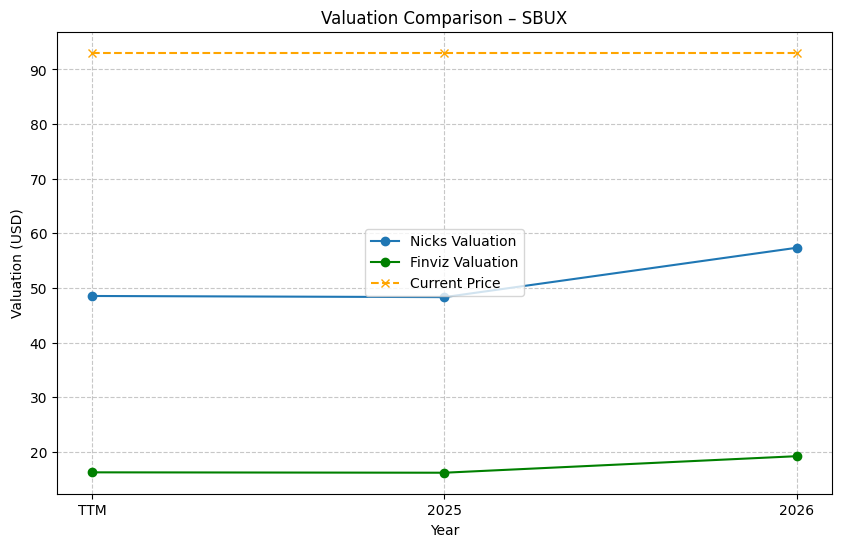 Valuation Comparison – SBUX
Valuation (USD)
90
80
70
60
50
40
30
20
Nicks Valuation
Finviz Valuation
Current Price
TTM
2025
2026
Year